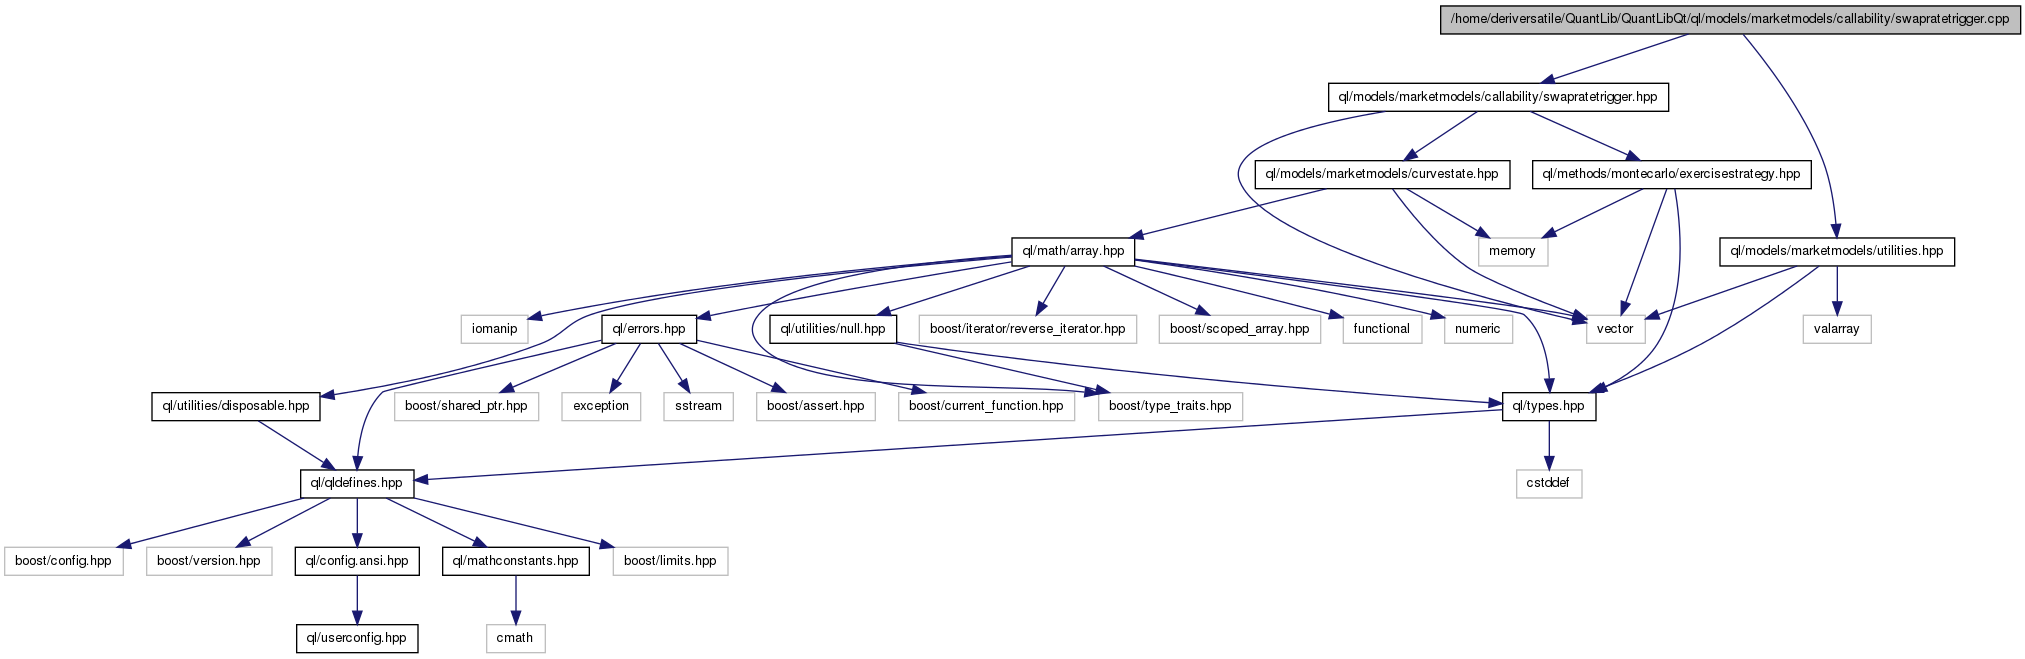 /home/deriversatile/QuantLib/QuantLibQt/ql/models/marketmodels/callability/swapratetrigger.cpp
ql/models/marketmodels/callability/swapratetrigger.hpp
ql/models/marketmodels/curvestate.hpp
ql/methods/montecarlo/exercisestrategy.hpp
ql/math/array.hpp
memory
ql/models/marketmodels/utilities.hpp
iomanip
ql/errors.hpp
ql/utilities/null.hpp
boost/iterator/reverse_iterator.hpp
boost/scoped_array.hpp
functional
numeric
vector
valarray
ql/utilities/disposable.hpp
boost/shared_ptr.hpp
exception
sstream
boost/assert.hpp
boost/current_function.hpp
boost/type_traits.hpp
ql/types.hpp
ql/qldefines.hpp
cstddef
boost/config.hpp
boost/version.hpp
ql/config.ansi.hpp
ql/mathconstants.hpp
boost/limits.hpp
ql/userconfig.hpp
cmath